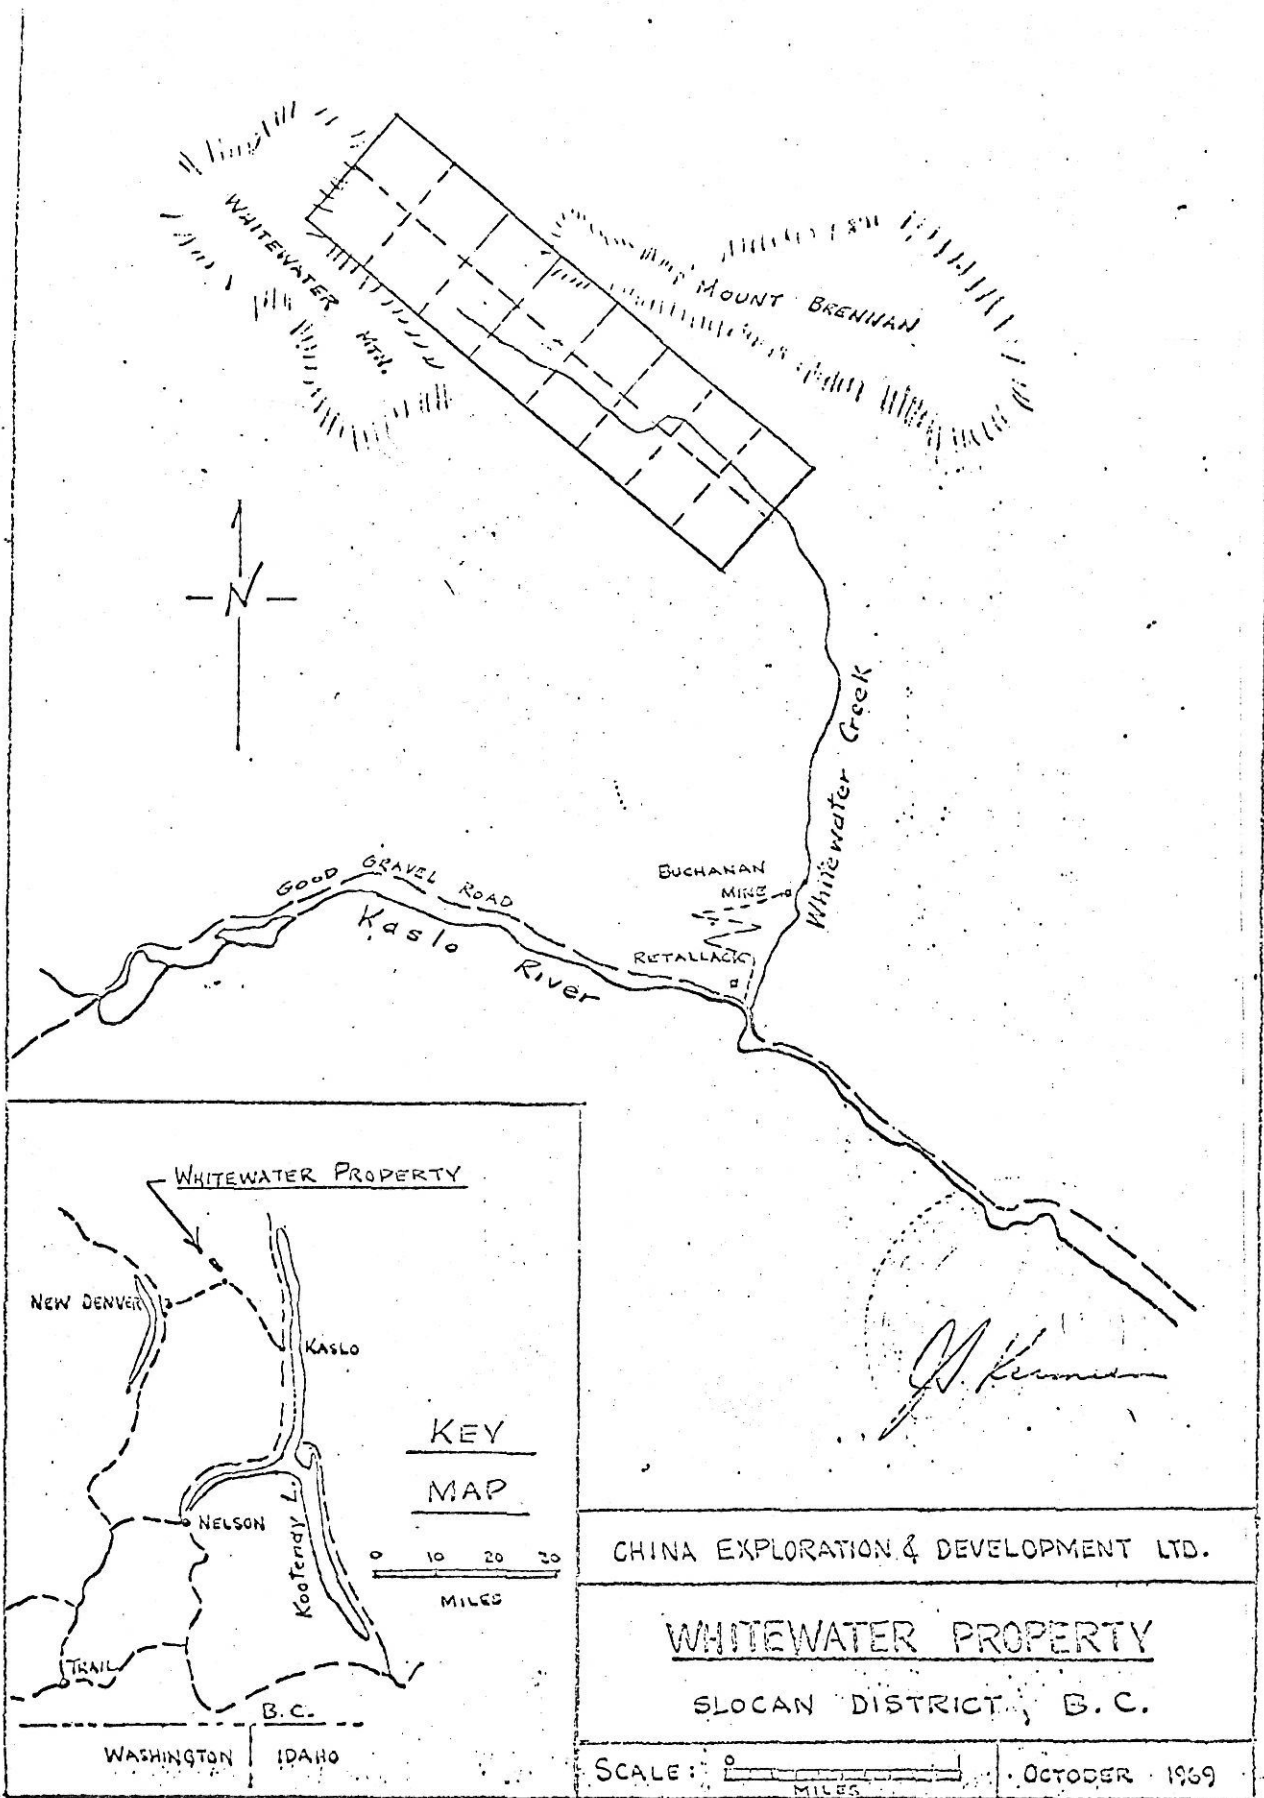 WHITEWATER
MTN.
MOUNT BRENNAN
N
Whitewater Creek
GOOD GRAVEL ROAD
Kaslo
River
BUCHANAN
MINE
RETALLACK
WHITEWATER PROPERTY
NEW DENVER
KASLO
KEY
MAP
NELSON
Kootenay L.
0 10 20 30
MILES
TRAIL
B.C.
WASHINGTON
IDAHO
CHINA EXPLORATION & DEVELOPMENT LTD.
WHITEWATER PROPERTY
SLOCAN DISTRICT, B.C.
SCALE: 0 1
MILES
OCTOBER 1969